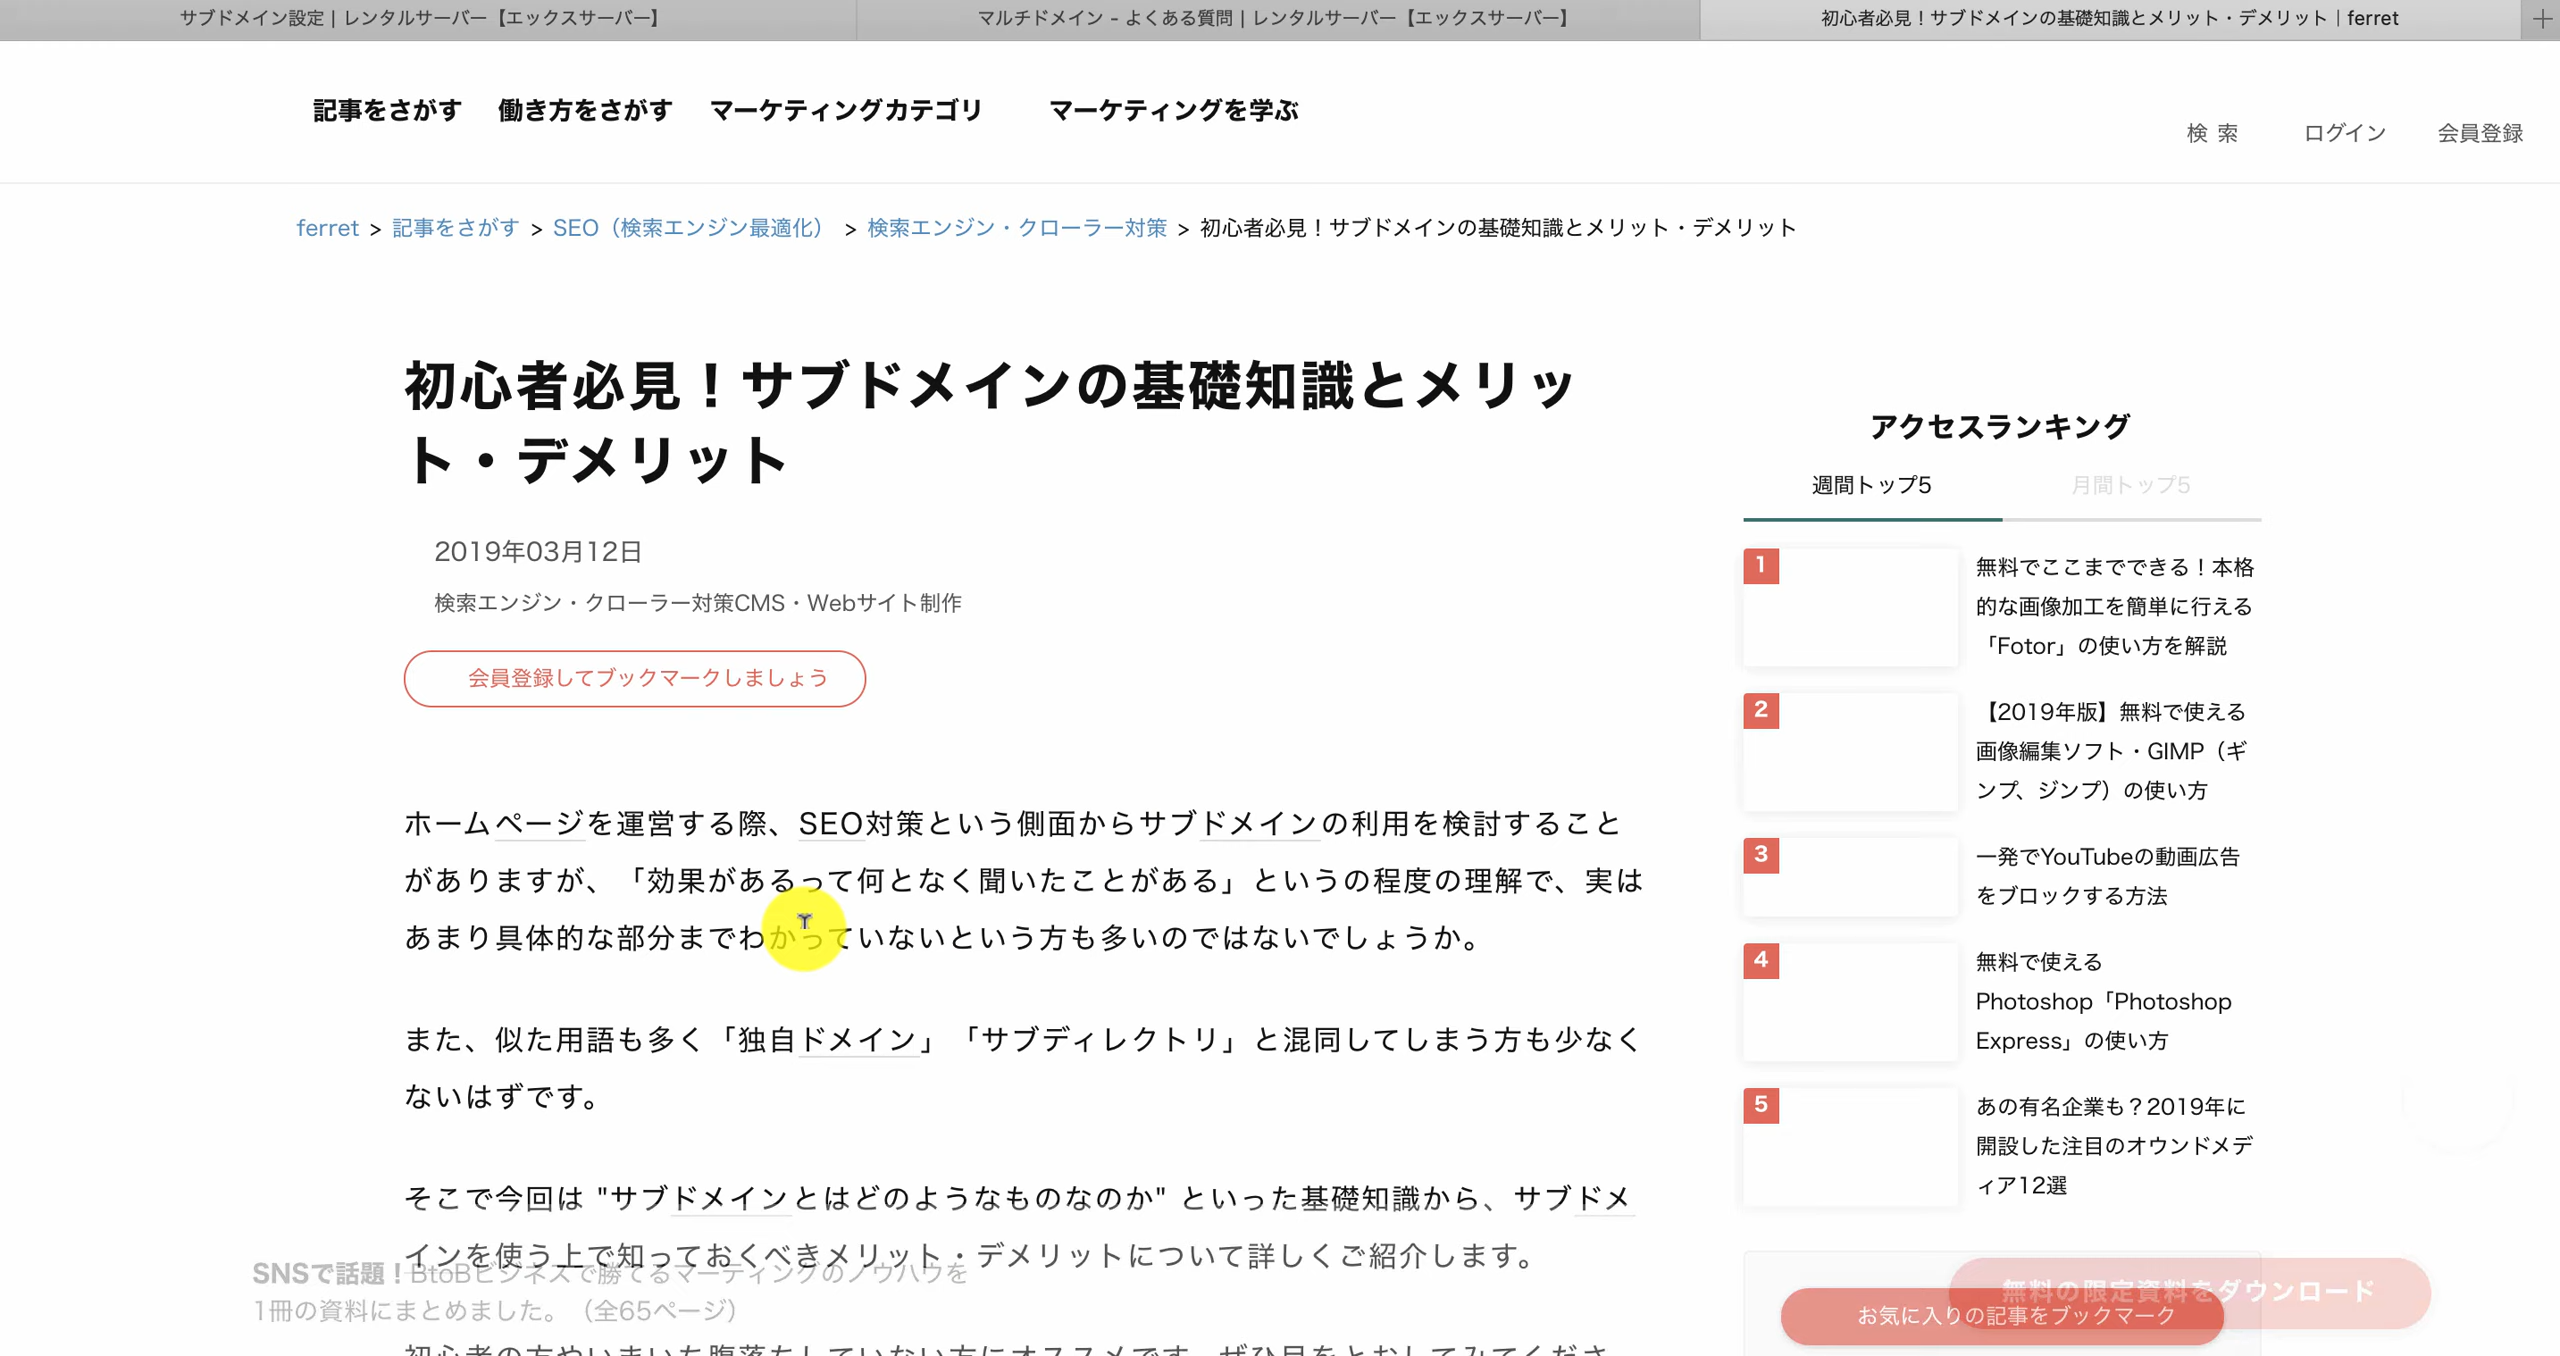 サブドメイン設定 | レンタルサーバー【エックスサーバー】
マルチドメイン - よくある質問 | レンタルサーバー【エックスサーバー】
初心者必見！サブドメインの基礎知識とメリット・デメリット｜ferret
記事をさがす 働き方をさがす マーケティングカテゴリ マーケティングを学ぶ
検 索 ログイン 会員登録
ferret > 記事をさがす > SEO（検索エンジン最適化） > 検索エンジン・クローラー対策 > 初心者必見！サブドメインの基礎知識とメリット・デメリット
初心者必見！サブドメインの基礎知識とメリッ
ト・デメリット
2019年03月12日
検索エンジン・クローラー対策CMS・Webサイト制作
会員登録してブックマークしましょう
ホームページを運営する際、SEO対策という側面からサブドメインの利用を検討すること
がありますが、「効果があるって何となく聞いたことがある」というの程度の理解で、実は
あまり具体的な部分までわかっていないという方も多いのではないでしょうか。
また、似た用語も多く「独自ドメイン」「サブディレクトリ」と混同してしまう方も少なく
ないはずです。
そこで今回は "サブドメインとはどのようなものなのか" といった基礎知識から、サブドメ
インを使う上で知っておくべきメリット・デメリットについて詳しくご紹介します。
SNSで話題！BtoBビジネスで勝てるマーティングのノウハウを
1冊の資料にまとめました。（全65ページ）
アクセスランキング
週間トップ5 月間トップ5
1
無料でここまでできる！本格
的な画像加工を簡単に行える
「Fotor」の使い方を解説
2
【2019年版】無料で使える
画像編集ソフト・GIMP（ギ
ンプ、ジンプ）の使い方
3
一発でYouTubeの動画広告
をブロックする方法
4
無料で使える
Photoshop「Photoshop
Express」の使い方
5
あの有名企業も？2019年に
開設した注目のオウンドメデ
ィア12選
無料の限定資料をダウンロード
お気に入りの記事をブックマーク